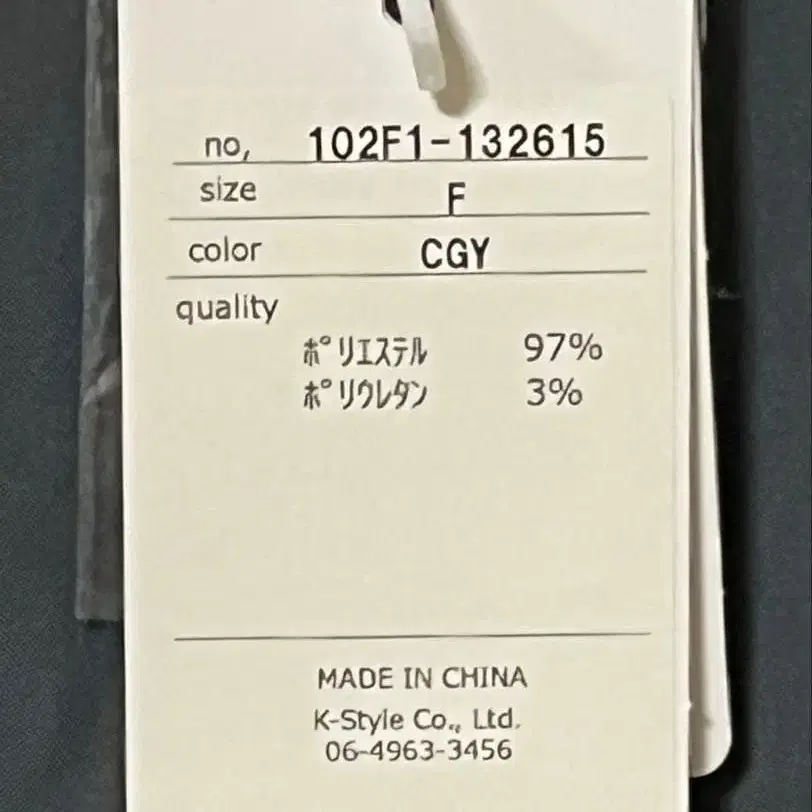 no, 102F1-132615
size F
color CGY
quality
ﾎﾟﾘｴｽﾃﾙ 97%
ﾎﾟﾘｳﾚﾀﾝ 3%
MADE IN CHINA
K-Style Co., Ltd.
06-4963-3456